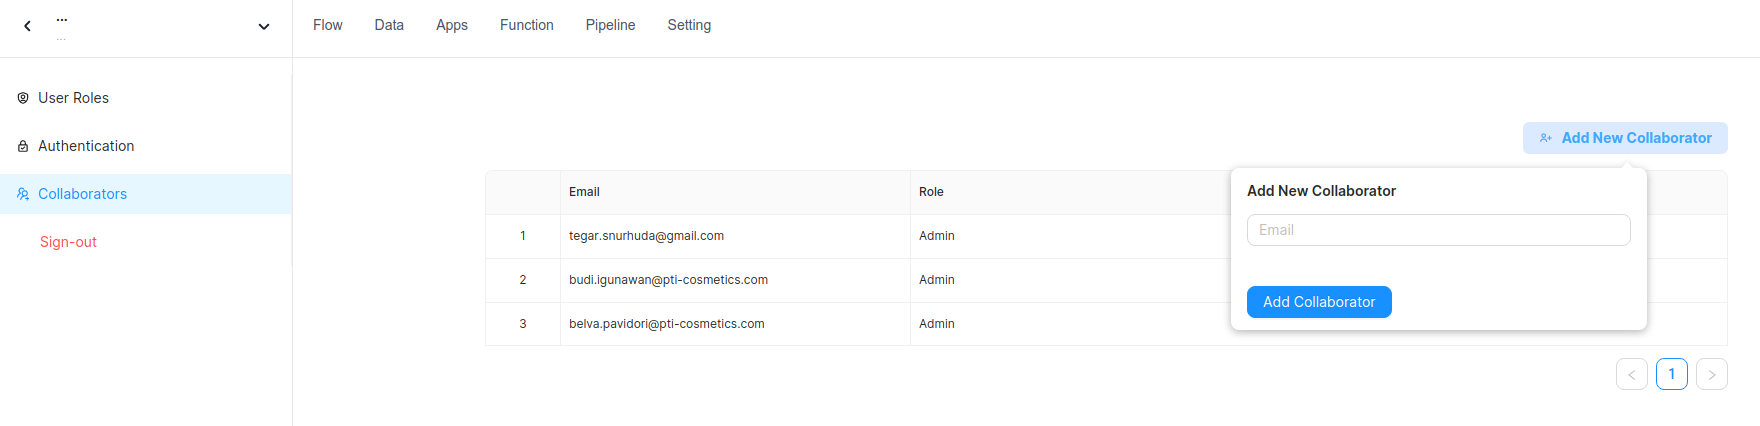 ...
...
Flow Data Apps Function Pipeline Setting
User Roles
Authentication
Collaborators
Sign-out
Add New Collaborator
Add New Collaborator
Email
Add Collaborator
Email Role
1 tegar.snurhuda@gmail.com Admin
2 budi.igunawan@pti-cosmetics.com Admin
3 belva.pavidori@pti-cosmetics.com Admin
< 1 >